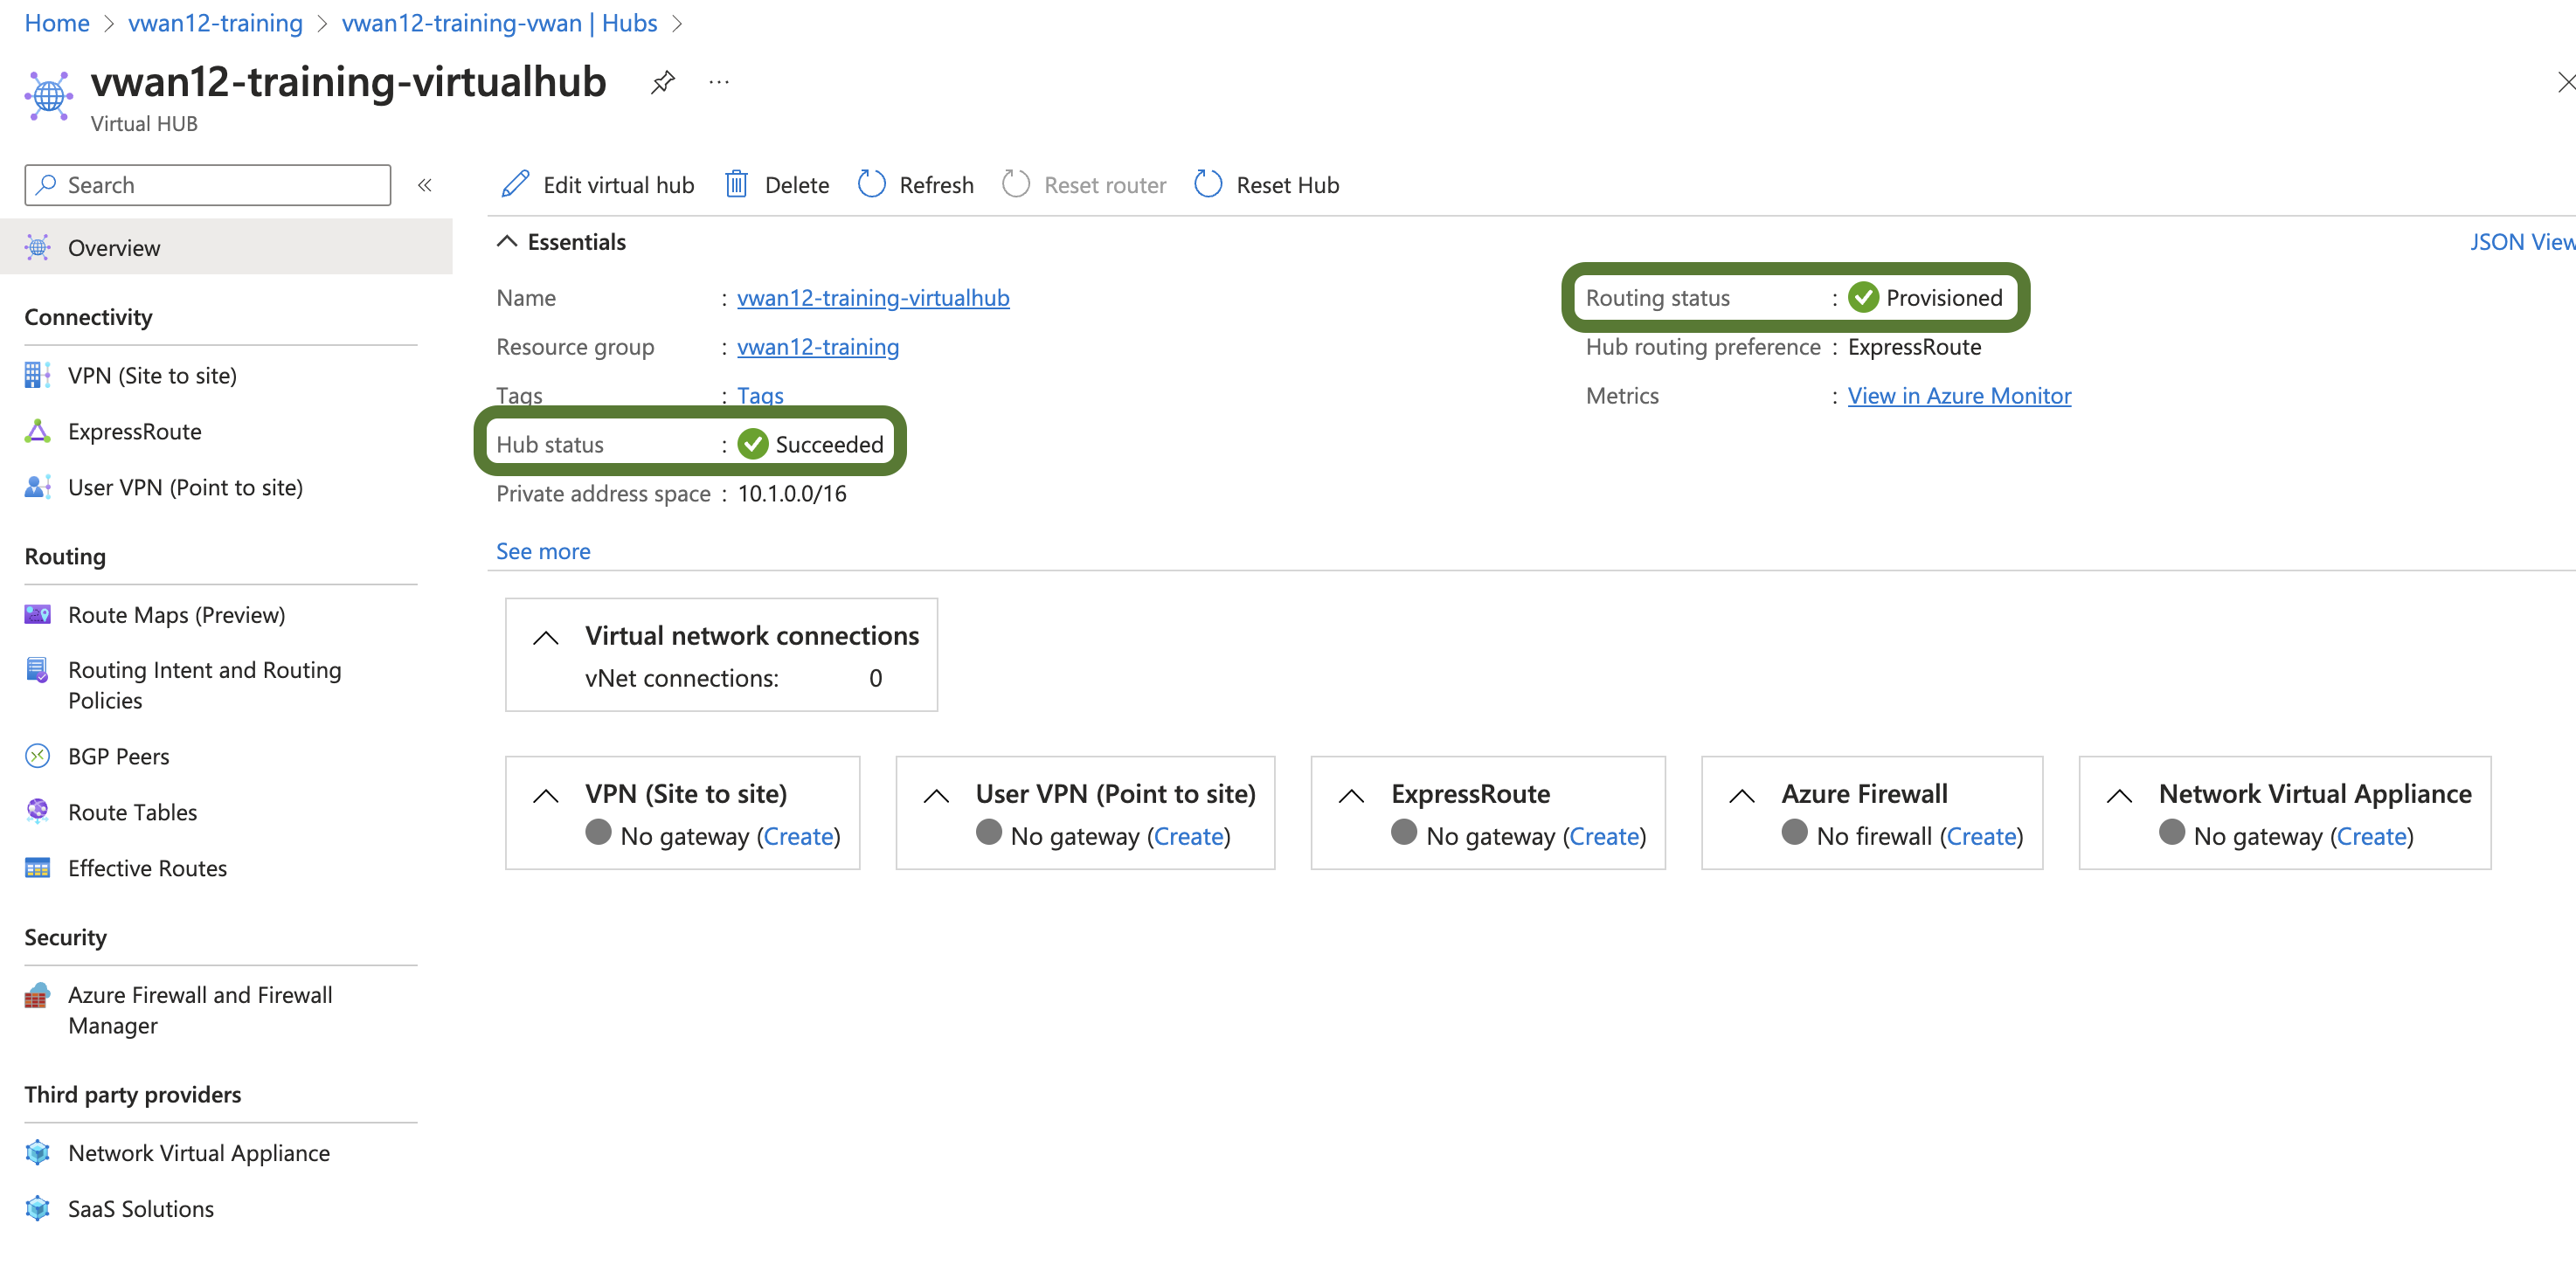 Home > vwan12-training > vwan12-training-vwan | Hubs >
vwan12-training-virtualhub ...
Virtual HUB
Search «
Edit virtual hub Delete Refresh Reset router Reset Hub
Overview
Connectivity
VPN (Site to site)
ExpressRoute
User VPN (Point to site)
Routing
Route Maps (Preview)
Routing Intent and Routing
Policies
BGP Peers
Route Tables
Effective Routes
Security
Azure Firewall and Firewall
Manager
Third party providers
Network Virtual Appliance
SaaS Solutions
Essentials
JSON View
Name : vwan12-training-virtualhub
Resource group : vwan12-training
Tags : Tags
Hub status : Succeeded
Private address space : 10.1.0.0/16
Routing status : Provisioned
Hub routing preference : ExpressRoute
Metrics : View in Azure Monitor
See more
Virtual network connections
vNet connections: 0
VPN (Site to site)
No gateway (Create)
User VPN (Point to site)
No gateway (Create)
ExpressRoute
No gateway (Create)
Azure Firewall
No firewall (Create)
Network Virtual Appliance
No gateway (Create)